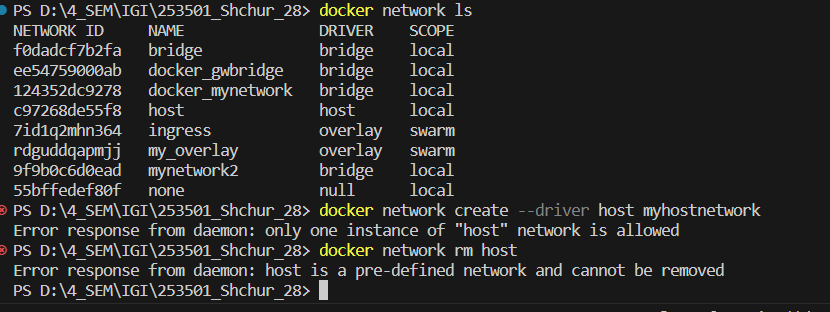 PS D:\4_SEM\IGI\253501_Shchur_28> docker network ls
NETWORK ID NAME DRIVER SCOPE
f0dadcf7b2fa bridge bridge local
ee54759000ab docker_gwbridge bridge local
124352dc9278 docker_mynetwork bridge local
c97268de55f8 host host local
7id1q2mhn364 ingress overlay swarm
rdguddqapmjj my_overlay overlay swarm
9f9b0c6d0ead mynetwork2 bridge local
55bffedef80f none null local
PS D:\4_SEM\IGI\253501_Shchur_28> docker network create --driver host myhostnetwork
Error response from daemon: only one instance of "host" network is allowed
PS D:\4_SEM\IGI\253501_Shchur_28> docker network rm host
Error response from daemon: host is a pre-defined network and cannot be removed
PS D:\4_SEM\IGI\253501_Shchur_28>